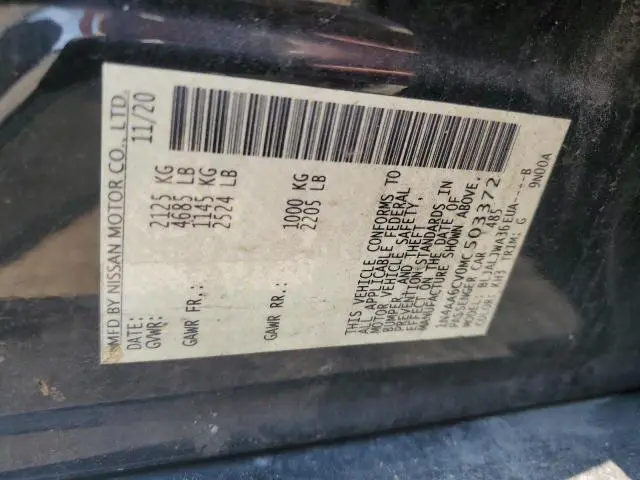 MFD BY NISSAN MOTOR CO., LTD.
DATE: 11/20
GVWR: 2125 KG
4685 LB
GAWR FR.: 1145 KG
2524 LB
GAWR RR.: 1000 KG
2205 LB
THIS VEHICLE CONFORMS TO
ALL APPLICABLE FEDERAL
MOTOR VEHICLE SAFETY,
BUMPER, AND
PREVENTION THEFT
EFFECT ON STANDARDS IN
MANUFACTURE THE DATE OF
SHOWN ABOVE.
1N4AA6CV0MC503372
PASSENGER CAR 1485
COLOR: KH3 TRIM: G
9N00A